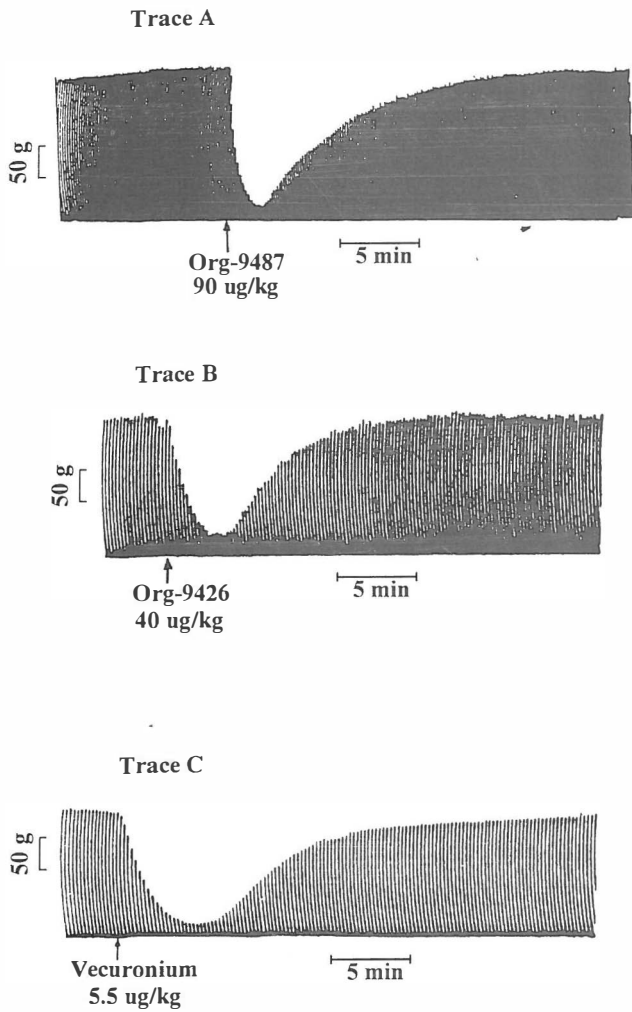 Trace A
50 g
Org-9487
90 ug/kg
5 min
Trace B
50 g
Org-9426
40 ug/kg
5 min
Trace C
50 g
Vecuronium
5.5 ug/kg
5 min